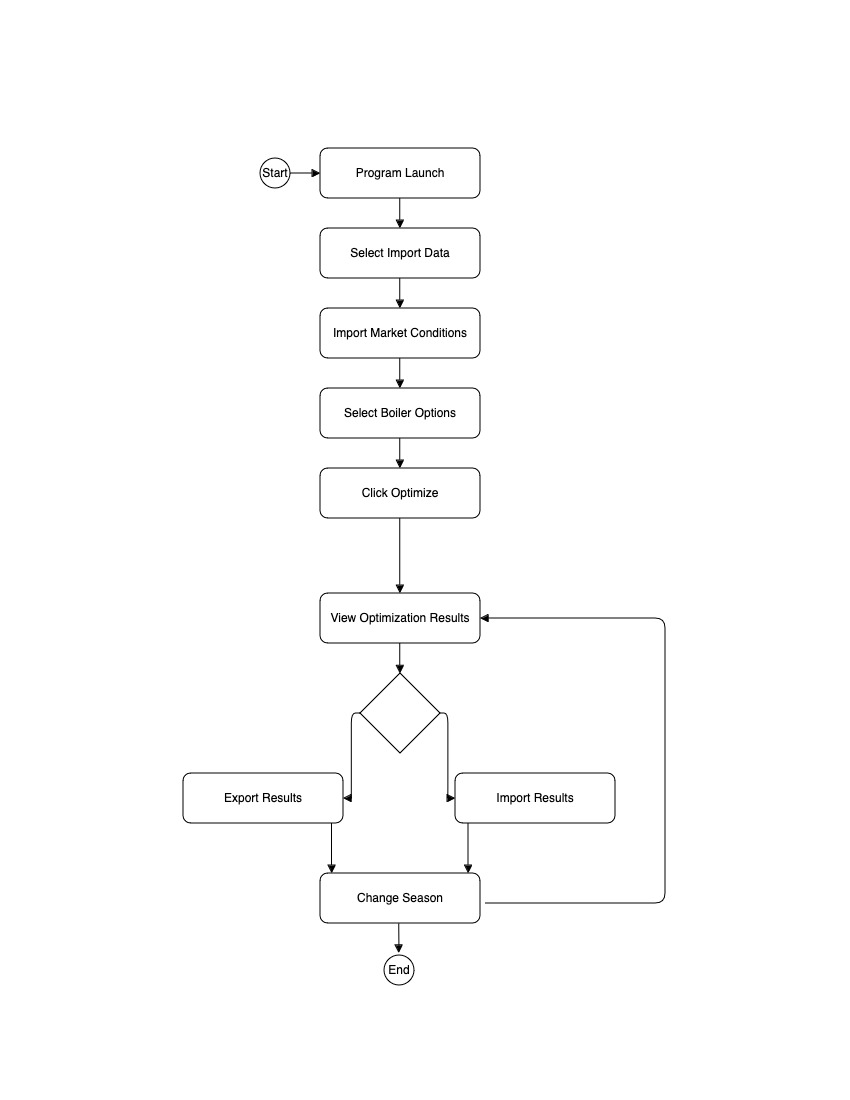 Start
Program Launch
Select Import Data
Import Market Conditions
Select Boiler Options
Click Optimize
View Optimization Results
Export Results
Import Results
Change Season
End